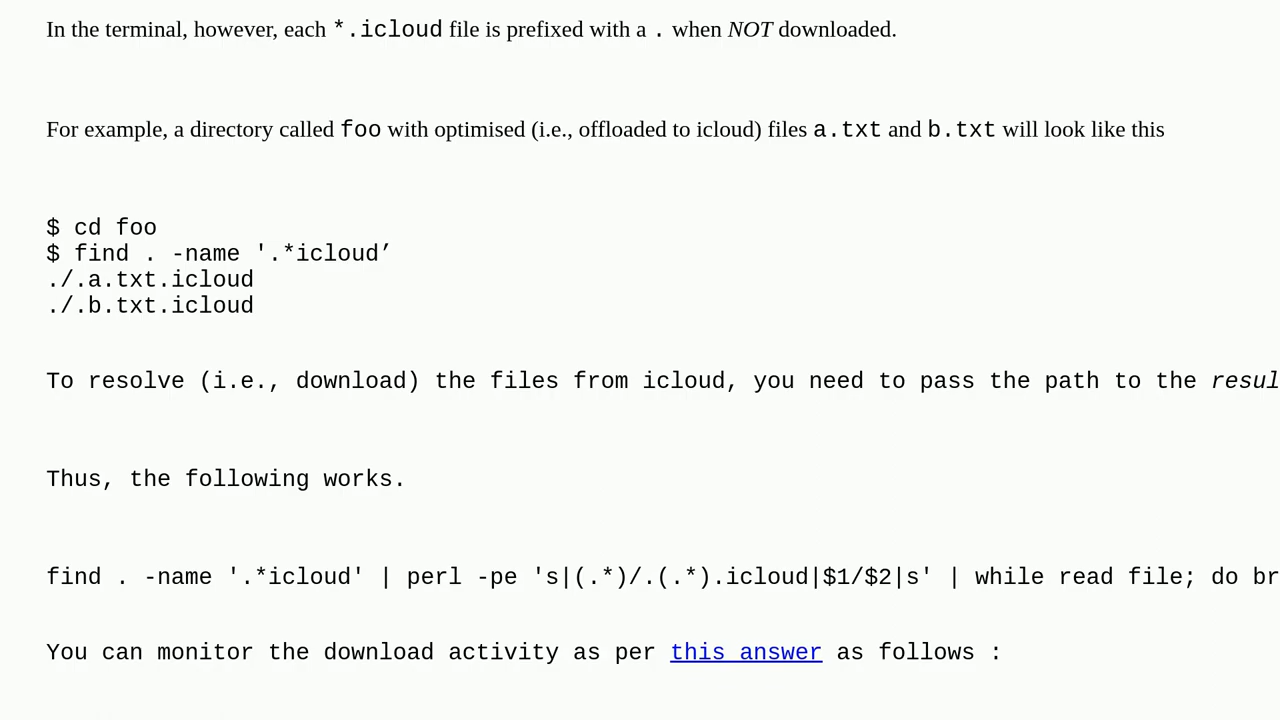 In the terminal, however, each *.icloud file is prefixed with a . when NOT downloaded.
For example, a directory called foo with optimised (i.e., offloaded to icloud) files a.txt and b.txt will look like this
$ cd foo
$ find . -name '.*icloud’
./.a.txt.icloud
./.b.txt.icloud
To resolve (i.e., download) the files from icloud, you need to pass the path to the resul
Thus, the following works.
find . -name '.*icloud' | perl -pe 's|(.*)/.(.*).icloud|$1/$2|s' | while read file; do br
You can monitor the download activity as per this answer as follows :